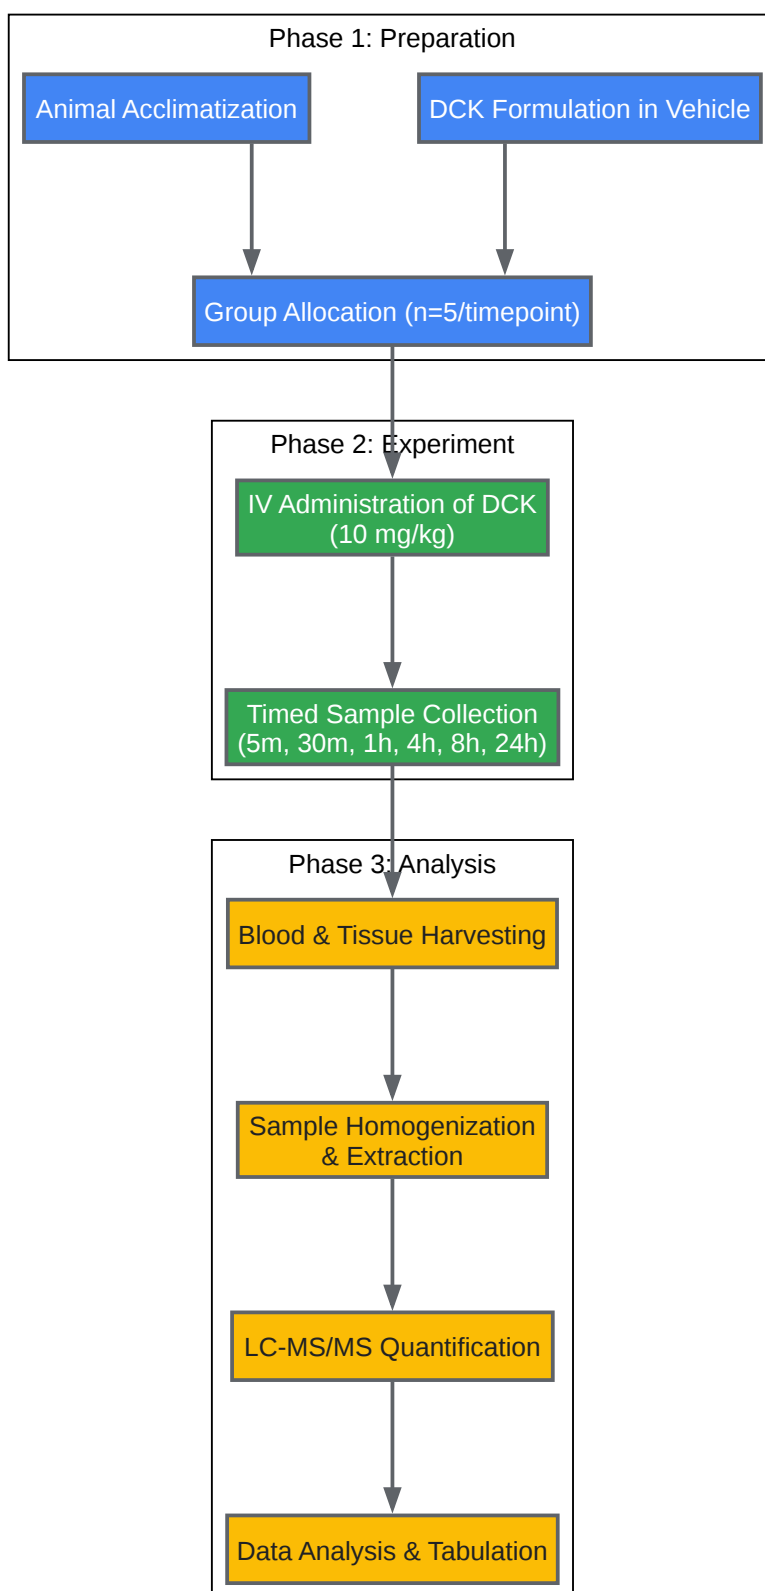 Phase 1: Preparation
Animal Acclimatization
DCK Formulation in Vehicle
Group Allocation (n=5/timepoint)
Phase 2: Experiment
IV Administration of DCK
(10 mg/kg)
Timed Sample Collection
(5m, 30m, 1h, 4h, 8h, 24h)
Phase 3: Analysis
Blood & Tissue Harvesting
Sample Homogenization
& Extraction
LC-MS/MS Quantification
Data Analysis & Tabulation